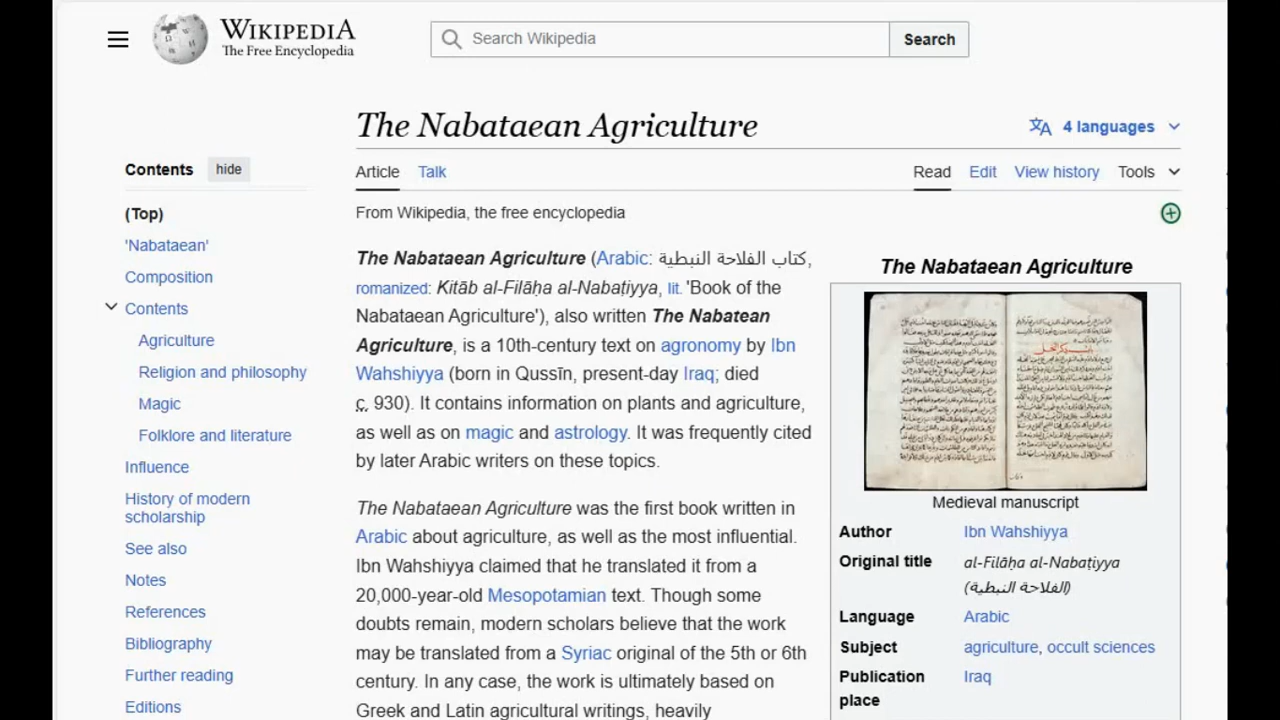 WIKIPEDIA
The Free Encyclopedia
Search Wikipedia
Search
The Nabataean Agriculture
4 languages
Contents
hide
Article
Talk
Read
Edit
View history
Tools
(Top)
'Nabataean'
Composition
Contents
Agriculture
Religion and philosophy
Magic
Folklore and literature
Influence
History of modern
scholarship
See also
Notes
References
Bibliography
Further reading
Editions
From Wikipedia, the free encyclopedia
The Nabataean Agriculture (Arabic: كتاب الفلاحة النبطية,
romanized: Kitāb al-Filāḥa al-Nabaṭiyya, lit. 'Book of the
Nabataean Agriculture'), also written The Nabatean
Agriculture, is a 10th-century text on agronomy by Ibn
Wahshiyya (born in Qussīn, present-day Iraq; died
c. 930). It contains information on plants and agriculture,
as well as on magic and astrology. It was frequently cited
by later Arabic writers on these topics.
The Nabataean Agriculture was the first book written in
Arabic about agriculture, as well as the most influential.
Ibn Wahshiyya claimed that he translated it from a
20,000-year-old Mesopotamian text. Though some
doubts remain, modern scholars believe that the work
may be translated from a Syriac original of the 5th or 6th
century. In any case, the work is ultimately based on
Greek and Latin agricultural writings, heavily
The Nabataean Agriculture
Medieval manuscript
Author Ibn Wahshiyya
Original title al-Filāḥa al-Nabaṭiyya
(الفلاحة النبطية)
Language Arabic
Subject agriculture, occult sciences
Publication Iraq
place